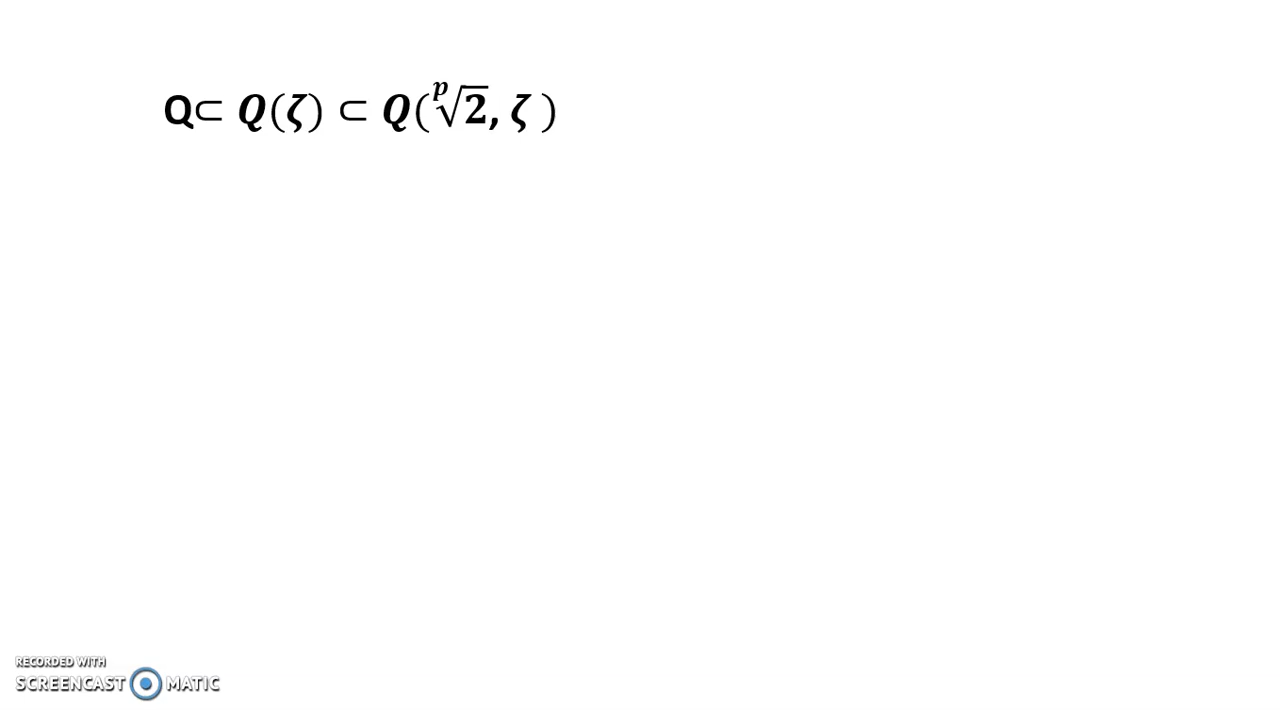 Q⊂ Q(ζ) ⊂ Q(ᵖ√2, ζ )
RECORDED WITH
SCREENCAST MATIC